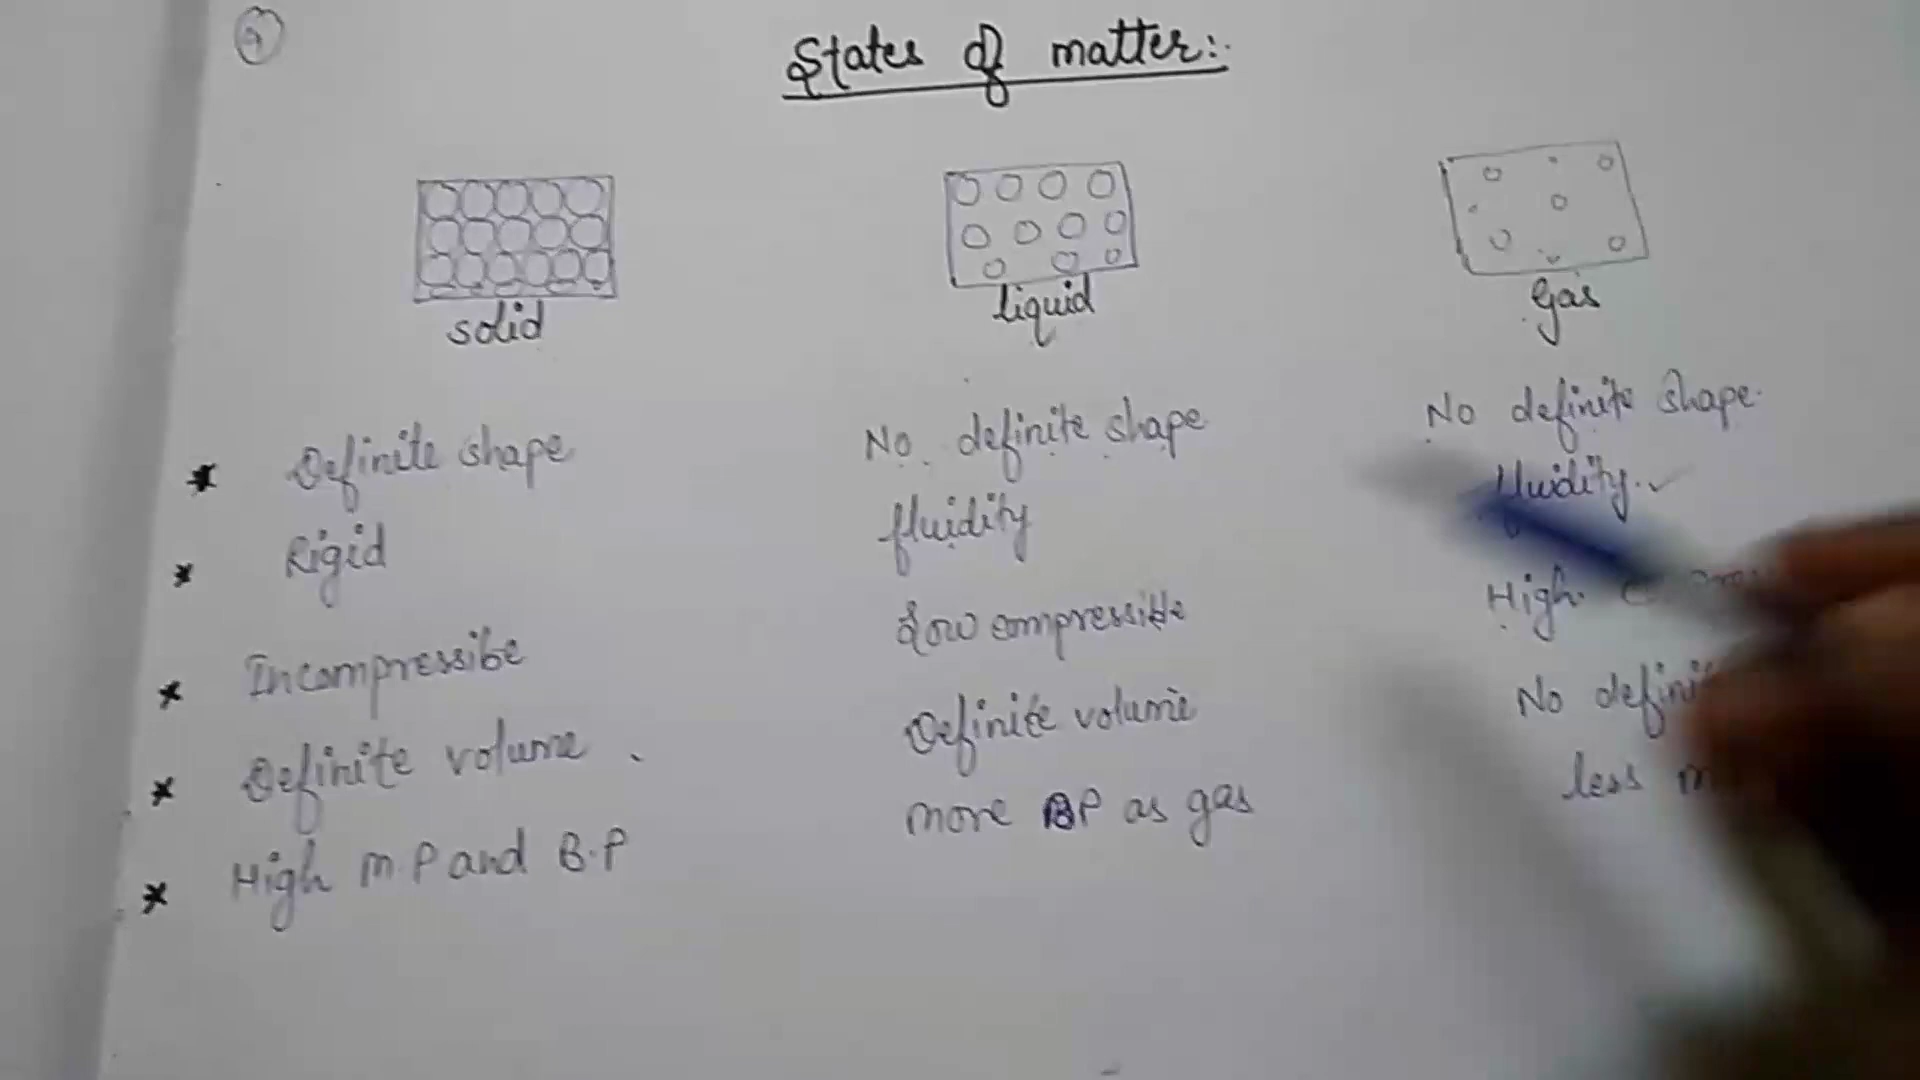 States of matter:
solid
liquid
Gas
* Definite shape
No definite shape
No definite shape
* Rigid
fluidity
fluidity
* Incompressibe
Low compressible
High
* Definite volume
Definite volume
No
* High M.P and B.P
more BP as gas
less